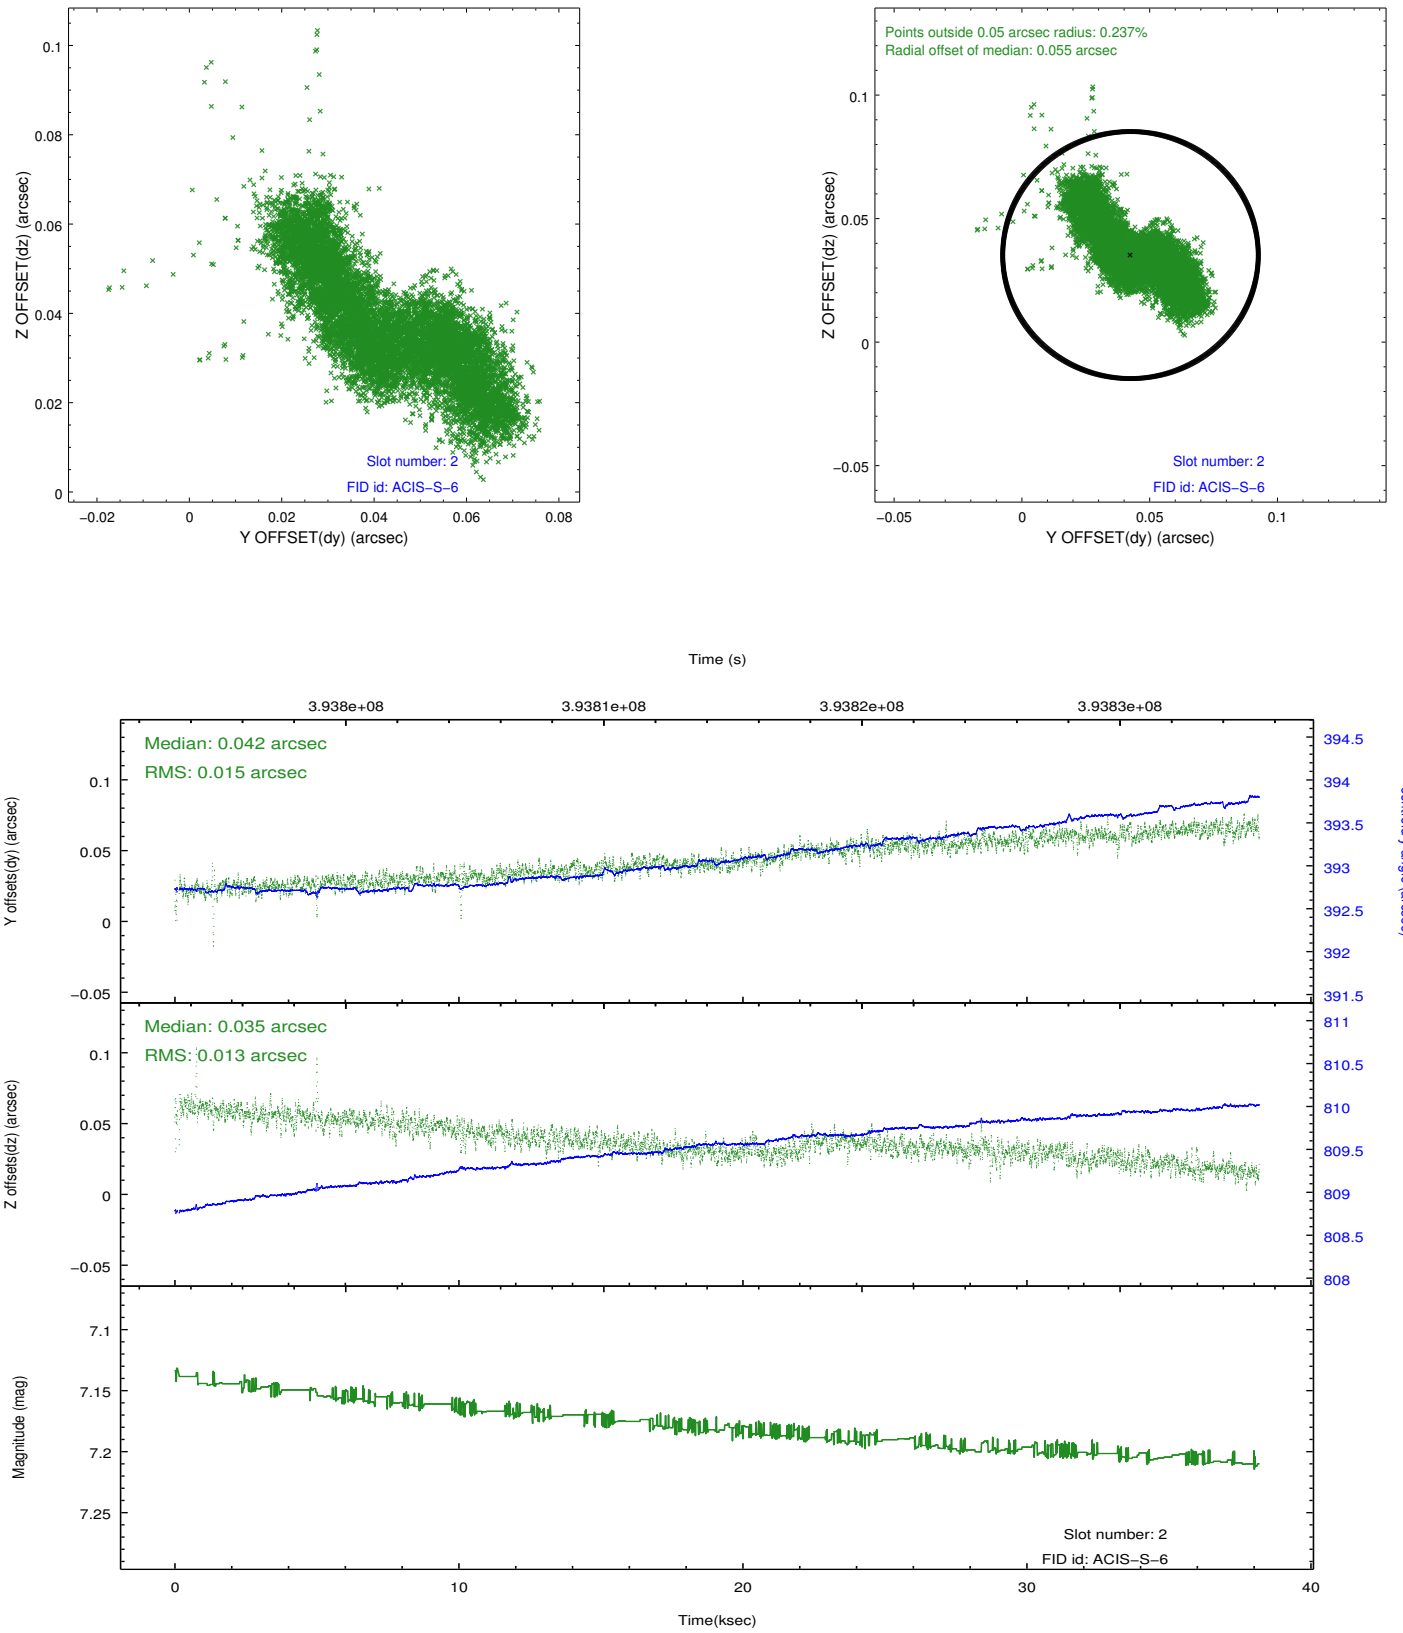 0.1
0.08
0.06
0.04
0.02
0
Z OFFSET(dz) (arcsec)
Slot number: 2
FID id: ACIS−S−6
−0.02
0
0.02
0.04
0.06
0.08
Y OFFSET(dy) (arcsec)
Points outside 0.05 arcsec radius: 0.237%
Radial offset of median: 0.055 arcsec
0.1
0.05
0
−0.05
Z OFFSET(dz) (arcsec)
Slot number: 2
FID id: ACIS−S−6
−0.05
0
0.05
0.1
Y OFFSET(dy) (arcsec)
Time (s)
3.938e+08
3.9381e+08
3.9382e+08
3.9383e+08
Median: 0.042 arcsec
RMS: 0.015 arcsec
0.1
0.05
0
−0.05
Y offsets(dy) (arcsec)
394.5
394
393.5
393
392.5
392
391.5
Median: 0.035 arcsec
RMS: 0.013 arcsec
0.1
0.05
0
−0.05
Z offsets(dz) (arcsec)
811
810.5
810
809.5
809
808.5
808
7.1
7.15
7.2
7.25
Magnitude (mag)
Slot number: 2
FID id: ACIS−S−6
0
10
20
30
40
Time(ksec)